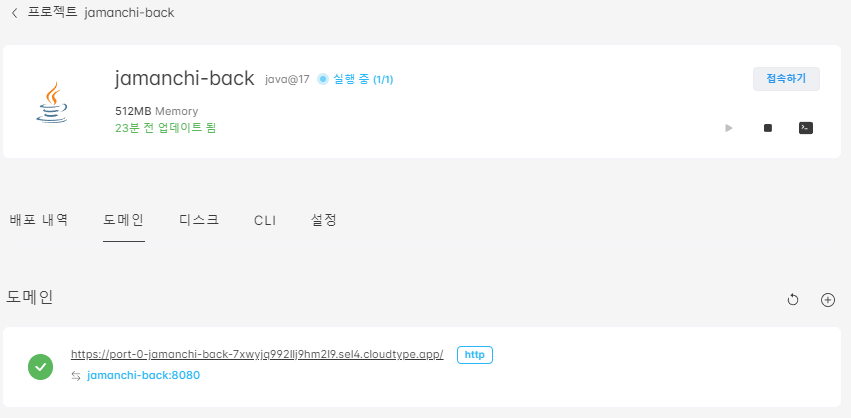 프로젝트 jamanchi-back
jamanchi-back java@17 실행 중 (1/1)
접속하기
512MB Memory
23분 전 업데이트 됨
배포 내역 도메인 디스크 CLI 설정
도메인
https://port-0-jamanchi-back-7xwyjq992llj9hm2l9.sel4.cloudtype.app/ http
jamanchi-back:8080